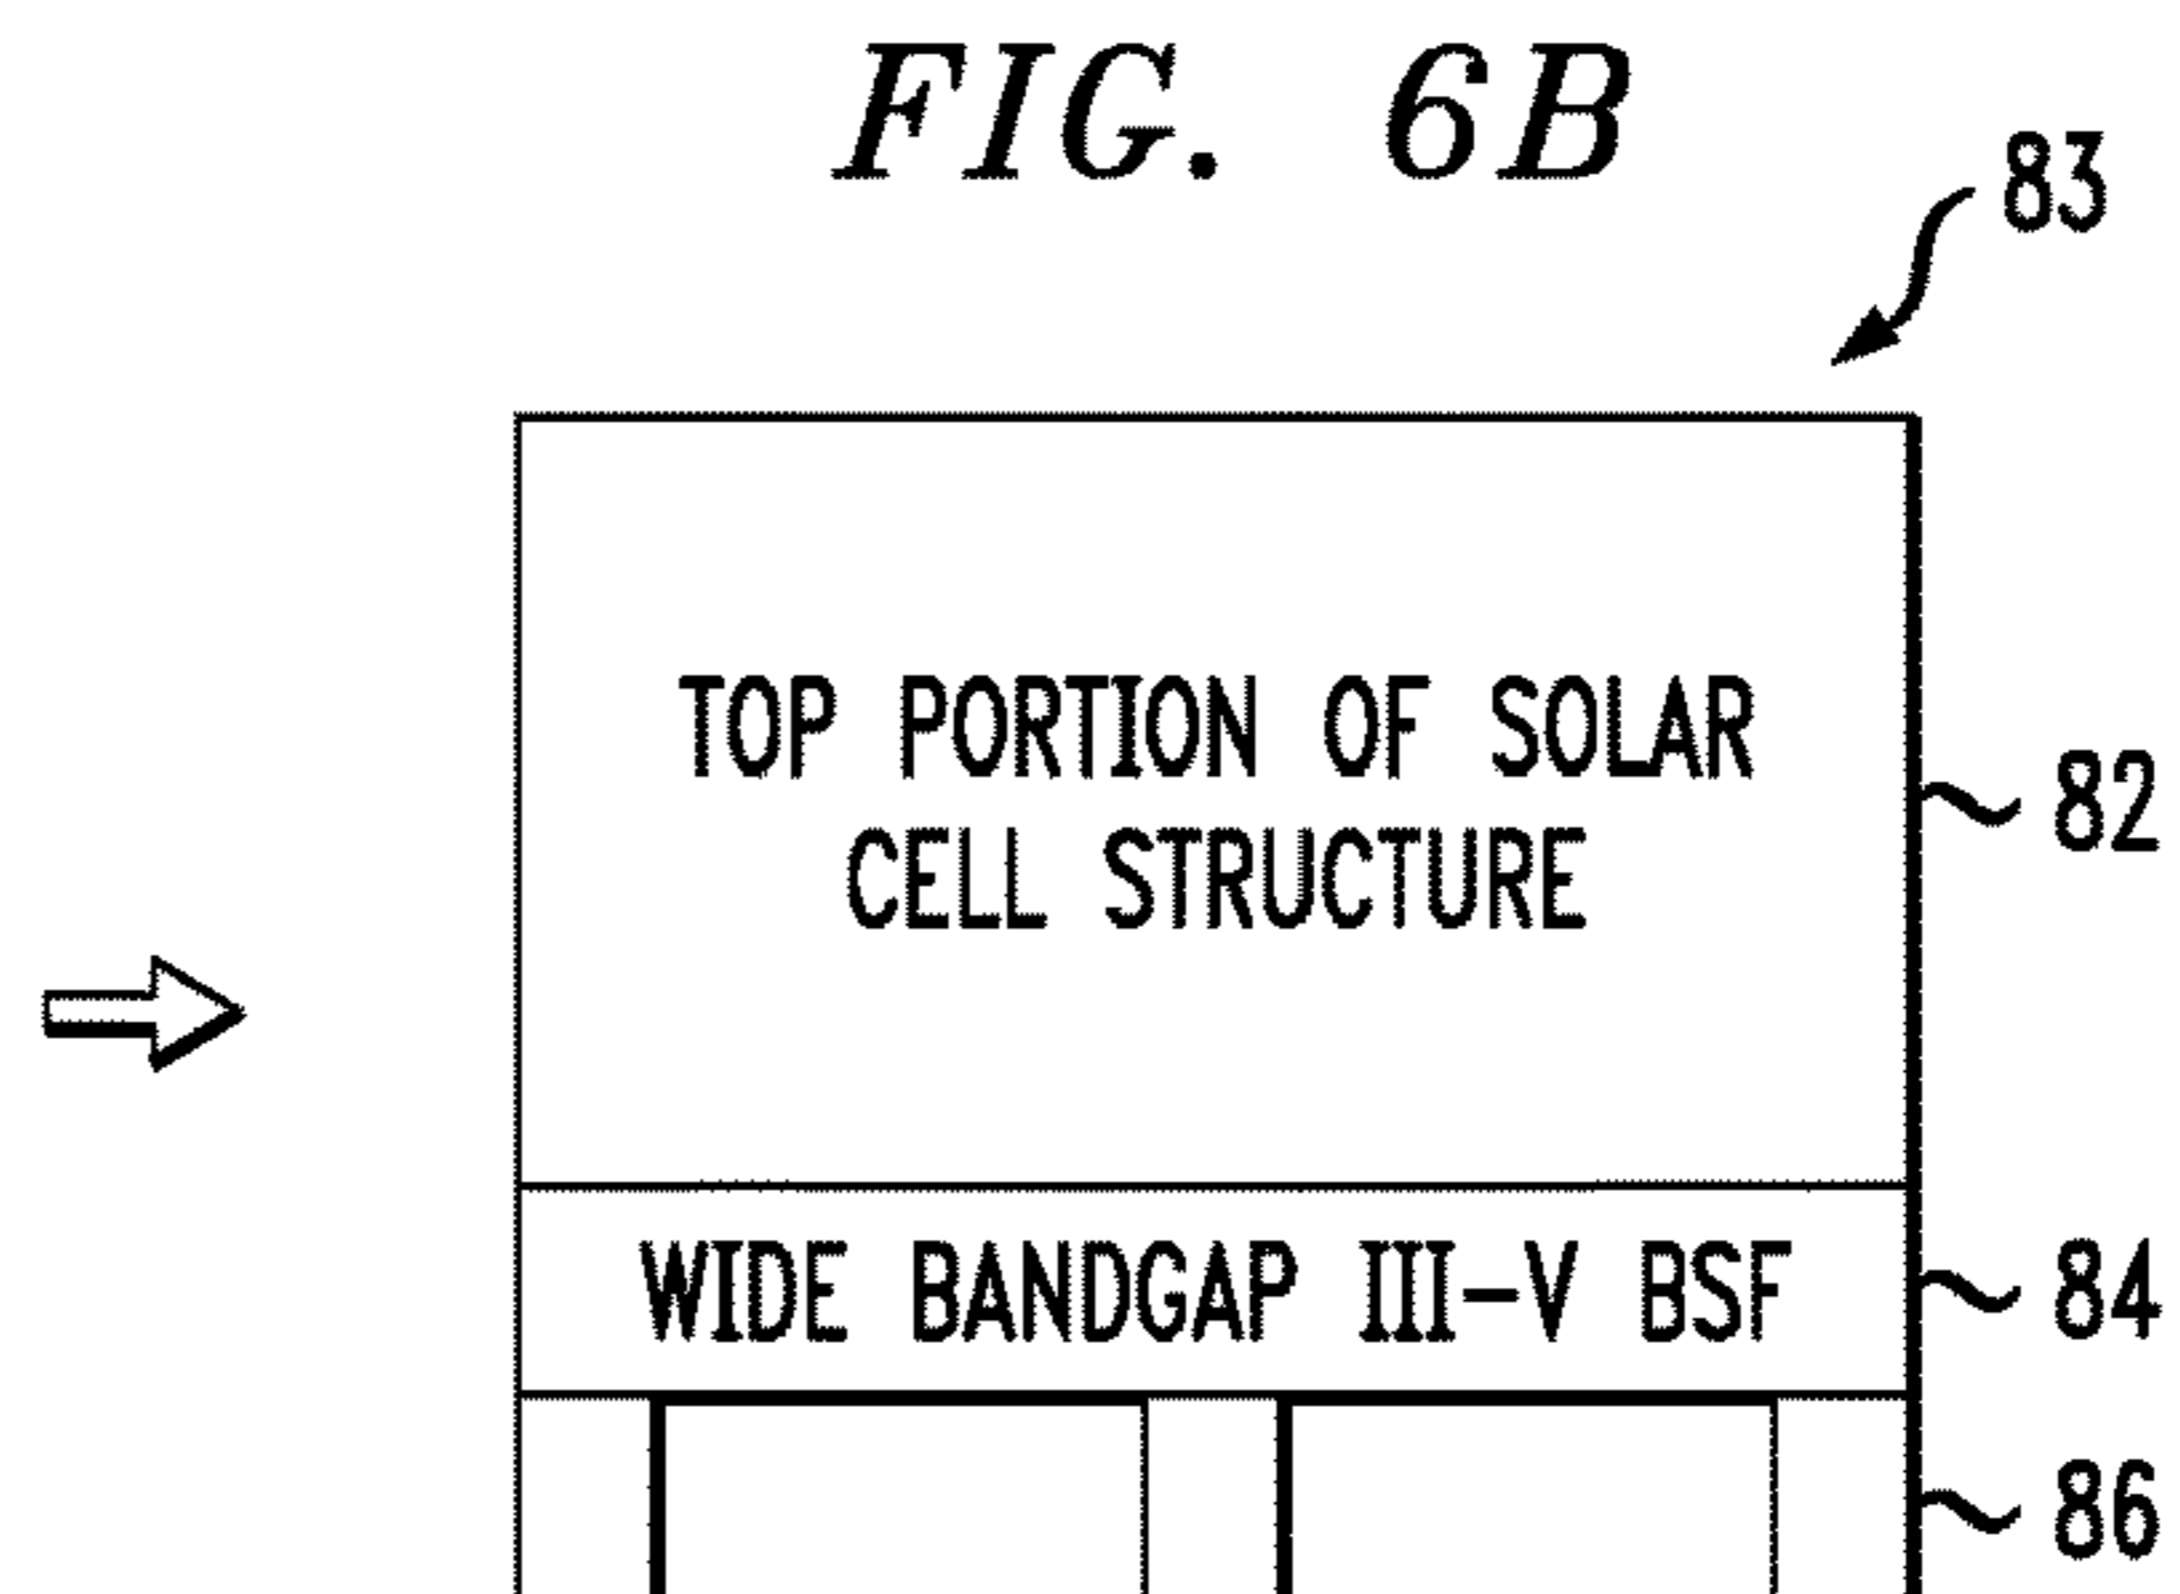 FIG. 6B
83
TOP PORTION OF SOLAR
CELL STRUCTURE
82
WIDE BANDGAP III-V BSF
84
86